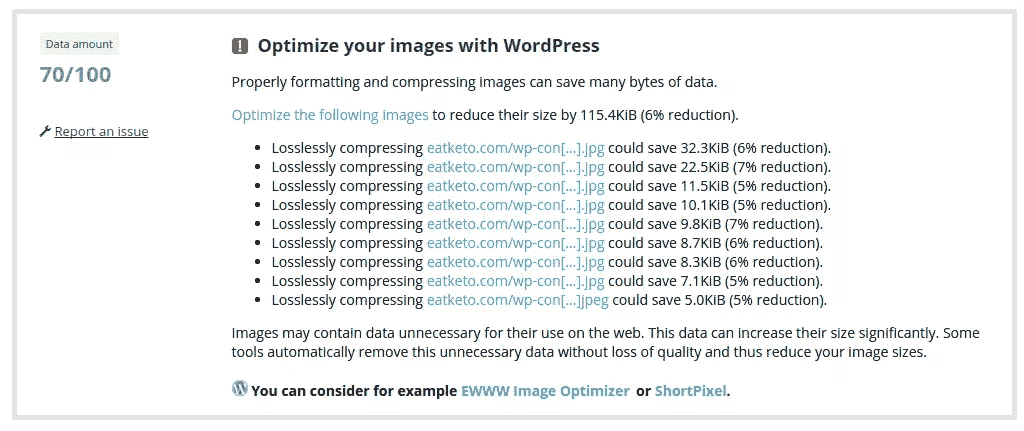 Data amount
70/100
Report an issue
! Optimize your images with WordPress
Properly formatting and compressing images can save many bytes of data.
Optimize the following images to reduce their size by 115.4KiB (6% reduction).
• Losslessly compressing eatketo.com/wp-con[...].jpg could save 32.3KiB (6% reduction).
• Losslessly compressing eatketo.com/wp-con[...].jpg could save 22.5KiB (7% reduction).
• Losslessly compressing eatketo.com/wp-con[...].jpg could save 11.5KiB (5% reduction).
• Losslessly compressing eatketo.com/wp-con[...].jpg could save 10.1KiB (5% reduction).
• Losslessly compressing eatketo.com/wp-con[...].jpg could save 9.8KiB (7% reduction).
• Losslessly compressing eatketo.com/wp-con[...].jpg could save 8.7KiB (6% reduction).
• Losslessly compressing eatketo.com/wp-con[...].jpg could save 8.3KiB (6% reduction).
• Losslessly compressing eatketo.com/wp-con[...].jpg could save 7.1KiB (5% reduction).
• Losslessly compressing eatketo.com/wp-con[...]jpeg could save 5.0KiB (5% reduction).
Images may contain data unnecessary for their use on the web. This data can increase their size significantly. Some
tools automatically remove this unnecessary data without loss of quality and thus reduce your image sizes.
You can consider for example EWWW Image Optimizer or ShortPixel.